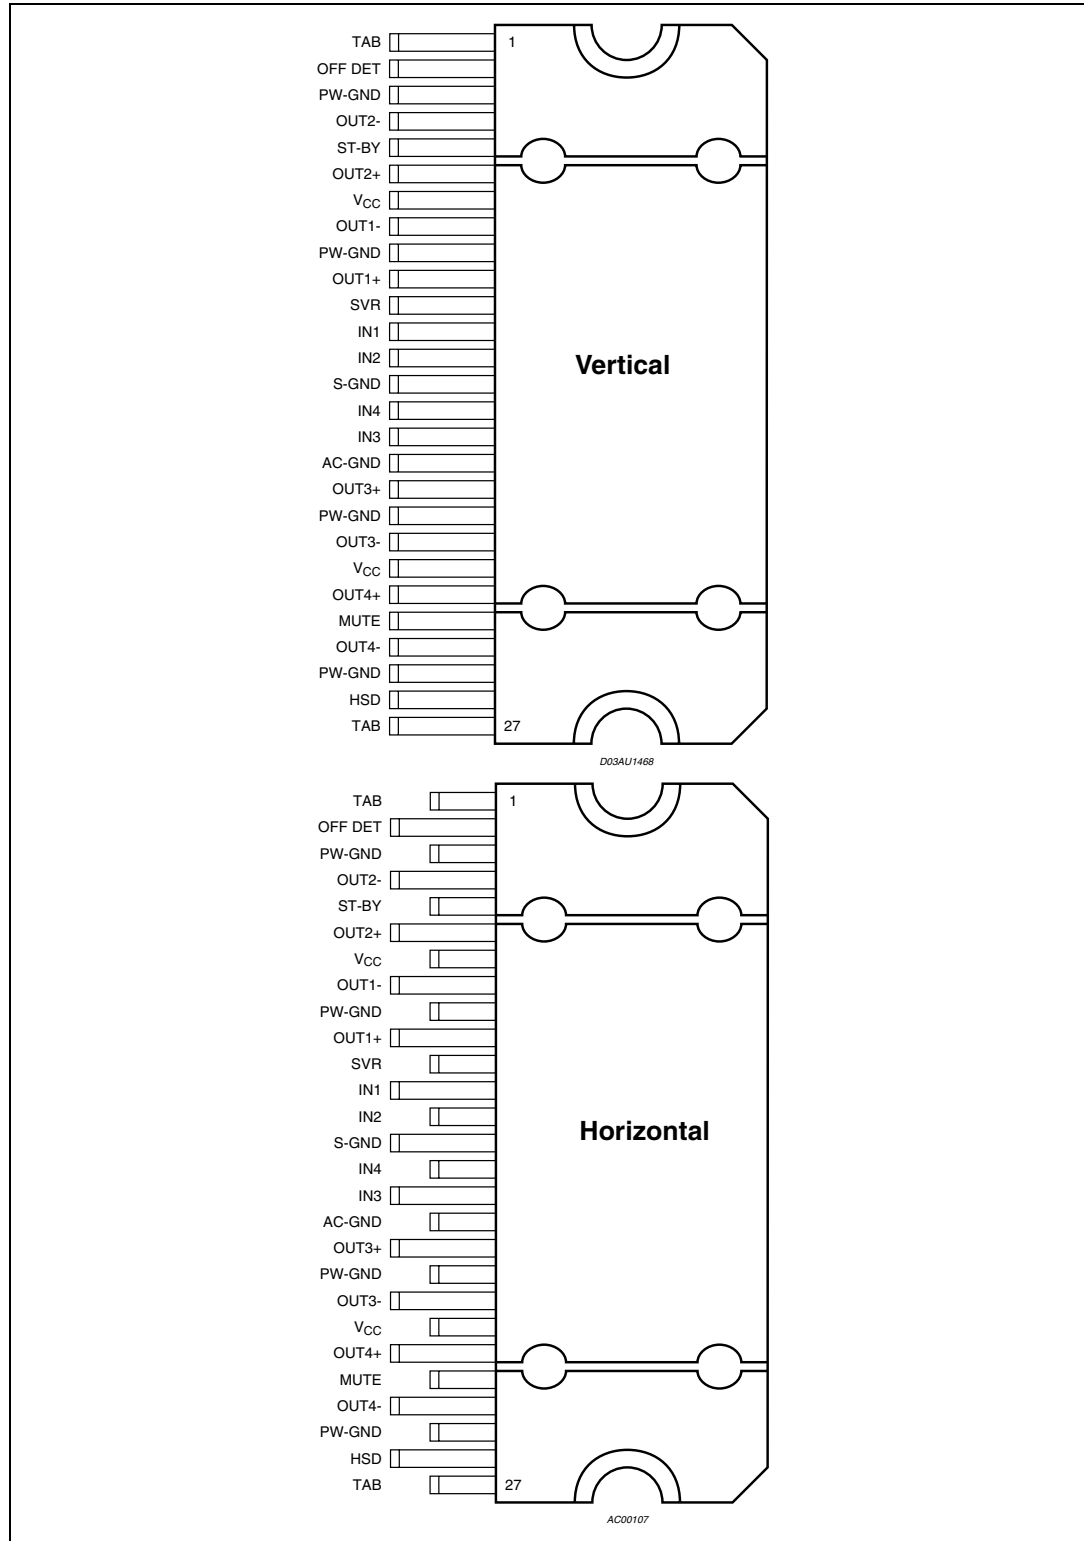 TAB 1
OFF DET
PW-GND
OUT2-
ST-BY
OUT2+
VCC
OUT1-
PW-GND
OUT1+
SVR
IN1
IN2
Vertical
S-GND
IN4
IN3
AC-GND
OUT3+
PW-GND
OUT3-
VCC
OUT4+
MUTE
OUT4-
PW-GND
HSD
TAB 27
D03AU1468
TAB 1
OFF DET
PW-GND
OUT2-
ST-BY
OUT2+
VCC
OUT1-
PW-GND
OUT1+
SVR
IN1
IN2
Horizontal
S-GND
IN4
IN3
AC-GND
OUT3+
PW-GND
OUT3-
VCC
OUT4+
MUTE
OUT4-
PW-GND
HSD
TAB 27
AC00107